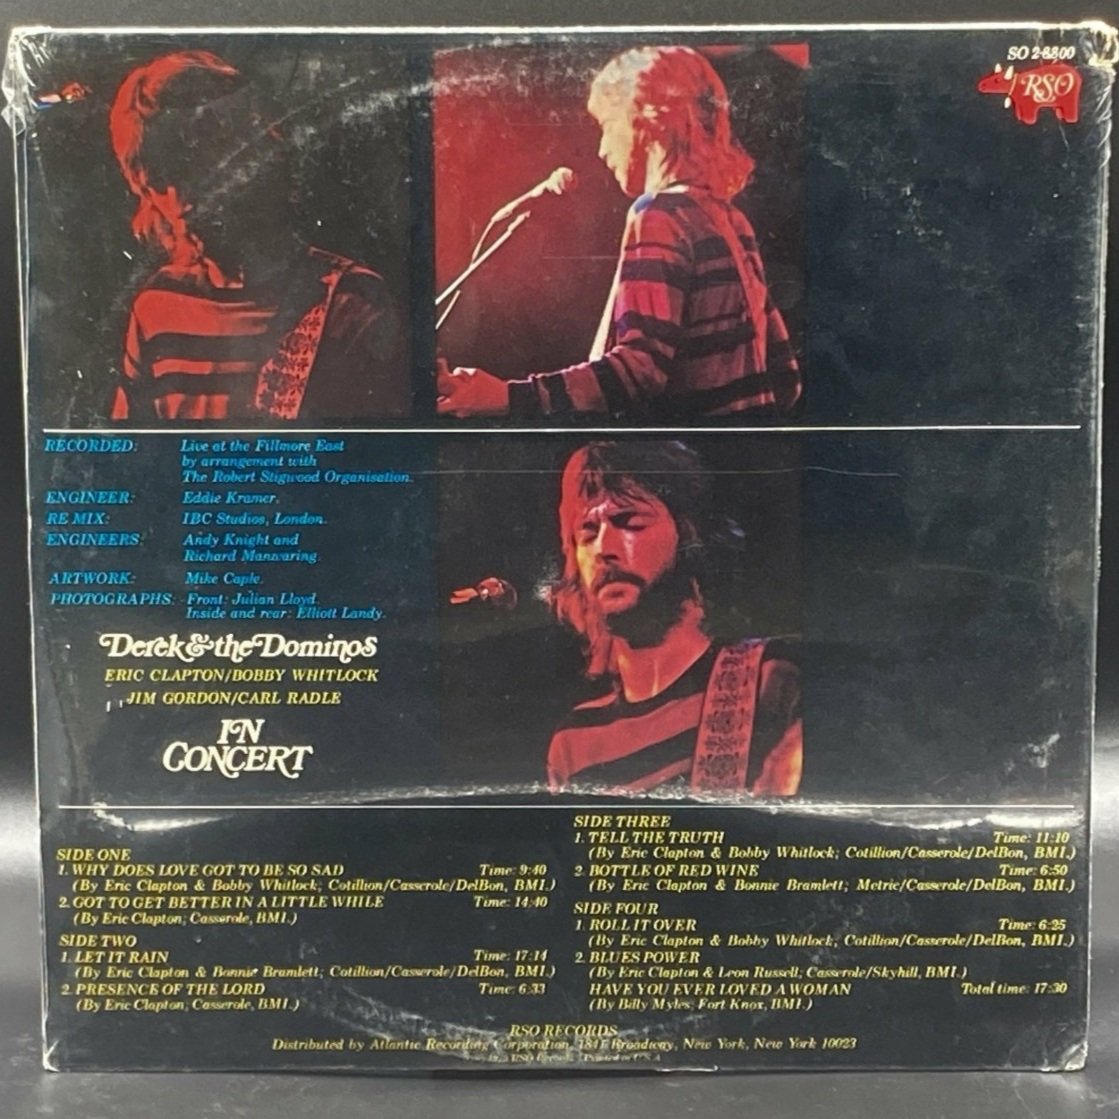 SO 2-8800
RSO
RECORDED: Live at the Fillmore East
by arrangement with
The Robert Stigwood Organisation.
ENGINEER: Eddie Kramer.
RE MIX: IBC Studios, London.
ENGINEERS: Andy Knight and
Richard Manwaring.
ARTWORK: Mike Caple.
PHOTOGRAPHS: Front: Julian Lloyd.
Inside and rear: Elliott Landy.
Derek & the Dominos
ERIC CLAPTON/BOBBY WHITLOCK
JIM GORDON/CARL RADLE
IN
CONCERT
SIDE ONE
1. WHY DOES LOVE GOT TO BE SO SAD Time: 9:40
(By Eric Clapton & Bobby Whitlock; Cotillion/Casserole/DelBon, BMI.)
2. GOT TO GET BETTER IN A LITTLE WHILE Time: 14:40
(By Eric Clapton; Casserole, BMI.)
SIDE TWO
1. LET IT RAIN Time: 17:14
(By Eric Clapton & Bonnie Bramlett; Cotillion/Casserole/DelBon, BMI.)
2. PRESENCE OF THE LORD Time: 6:33
(By Eric Clapton; Casserole, BMI.)
SIDE THREE
1. TELL THE TRUTH Time: 11:10
(By Eric Clapton & Bobby Whitlock; Cotillion/Casserole/DelBon, BMI.)
2. BOTTLE OF RED WINE Time: 6:50
(By Eric Clapton & Bonnie Bramlett; Metric/Casserole/DelBon, BMI.)
SIDE FOUR
1. ROLL IT OVER Time: 6:25
(By Eric Clapton & Bobby Whitlock; Cotillion/Casserole/DelBon, BMI.)
2. BLUES POWER
(By Eric Clapton & Leon Russell; Casserole/Skyhill, BMI.)
HAVE YOU EVER LOVED A WOMAN Total time: 17:30
(By Billy Myles; Fort Knox, BMI.)
RSO RECORDS
Distributed by Atlantic Recording Corporation, 1841 Broadway, New York, New York 10023
RSO Records Printed in U.S.A.